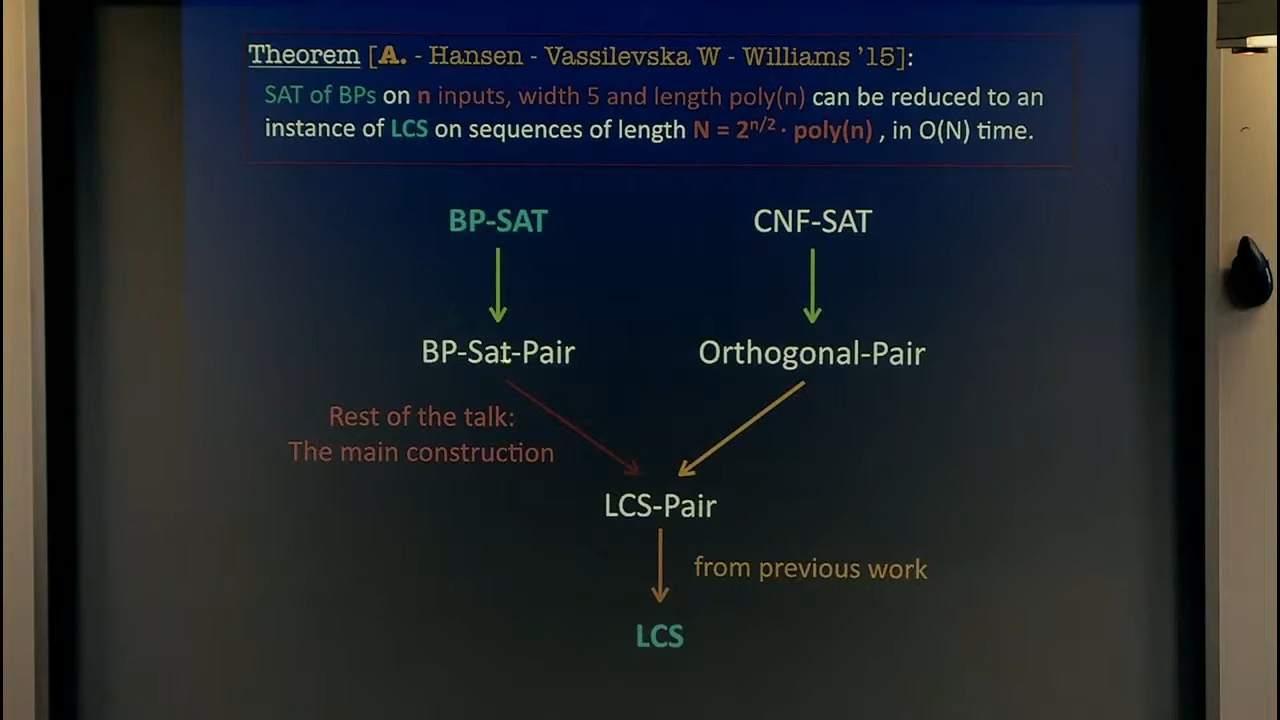 Theorem [A. - Hansen - Vassilevska W - Williams '15]:
SAT of BPs on n inputs, width 5 and length poly(n) can be reduced to an
instance of LCS on sequences of length N = 2^{n/2} · poly(n) , in O(N) time.
BP-SAT
CNF-SAT
BP-Sat-Pair
Orthogonal-Pair
Rest of the talk:
The main construction
LCS-Pair
from previous work
LCS